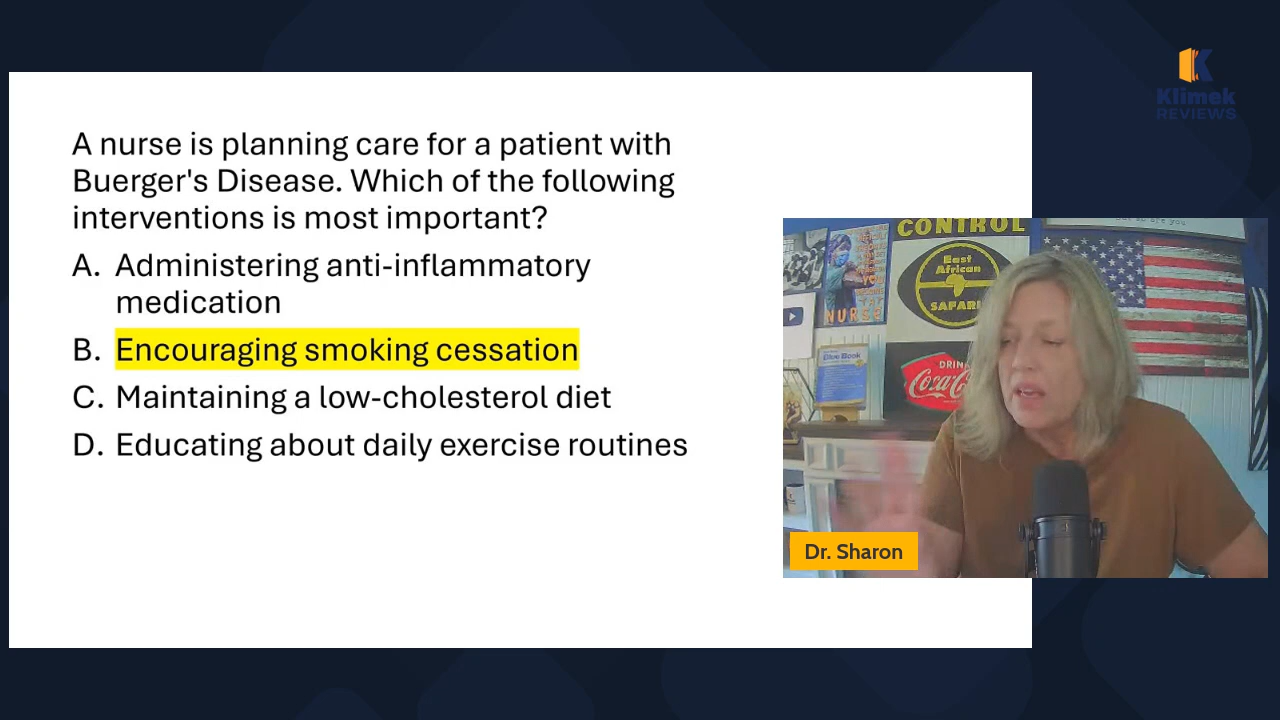 Klimek
REVIEWS
A nurse is planning care for a patient with
Buerger's Disease. Which of the following
interventions is most important?
A. Administering anti-inflammatory
medication
B. Encouraging smoking cessation
C. Maintaining a low-cholesterol diet
D. Educating about daily exercise routines
CONTROL
East
African
SAFARI
NURSE
Blue Book
DRINK
Coca-C
Dr. Sharon